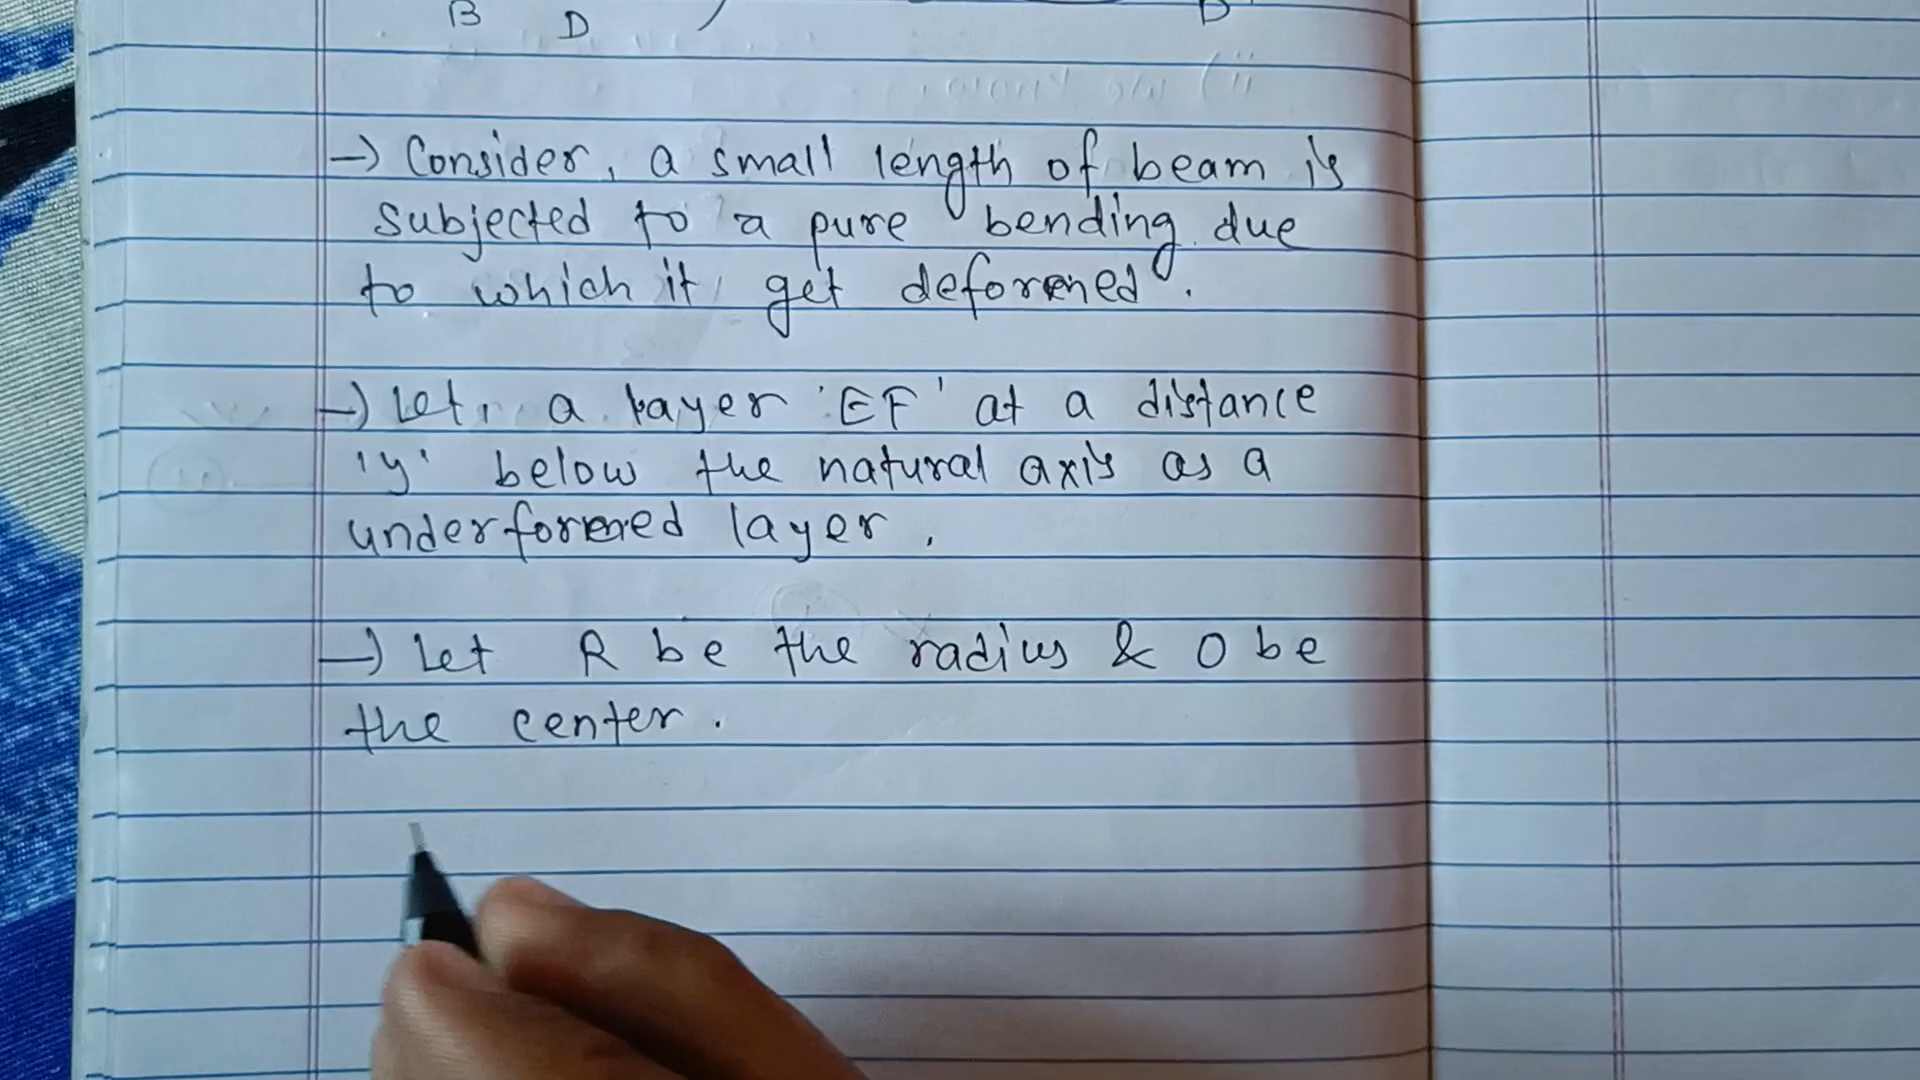 B D D
→ Consider, a small length of beam is
subjected to a pure bending due
to which it get deformed.
→ Let, a layer 'EF' at a distance
'y' below the natural axis as a
underformed layer.
→ Let R be the radius & O be
the center.